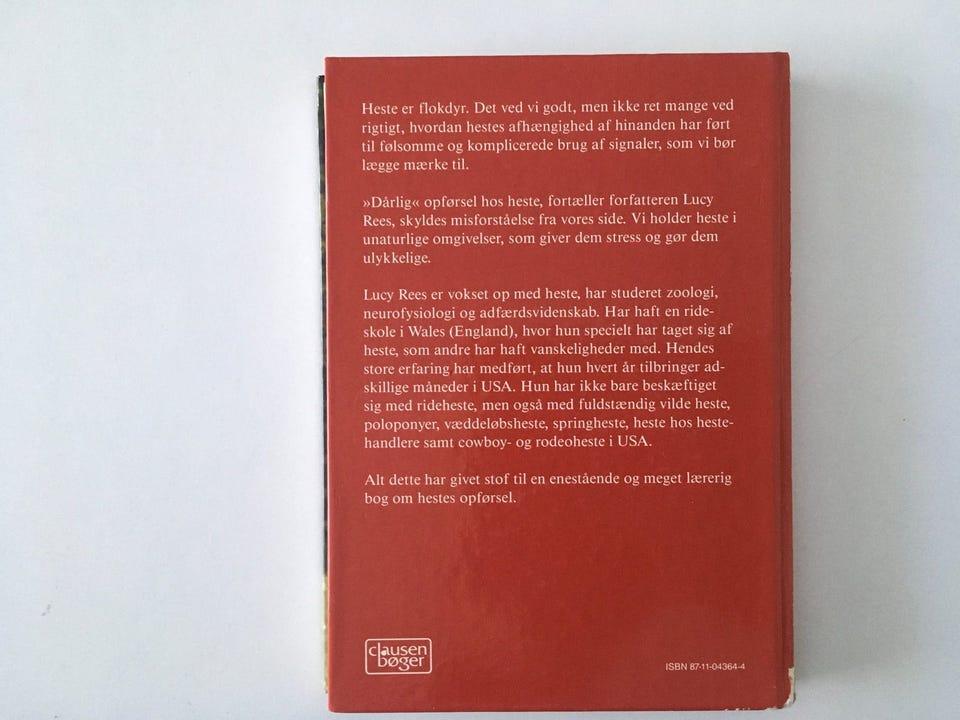 Heste er flokdyr. Det ved vi godt, men ikke ret mange ved
rigtigt, hvordan hestes afhængighed af hinanden har ført
til følsomme og komplicerede brug af signaler, som vi bør
lægge mærke til.
»Dårlig« opførsel hos heste, fortæller forfatteren Lucy
Rees, skyldes misforståelse fra vores side. Vi holder heste i
unaturlige omgivelser, som giver dem stress og gør dem
ulykkelige.
Lucy Rees er vokset op med heste, har studeret zoologi,
neurofysiologi og adfærdsvidenskab. Har haft en ride-
skole i Wales (England), hvor hun specielt har taget sig af
heste, som andre har haft vanskeligheder med. Hendes
store erfaring har medført, at hun hvert år tilbringer ad-
skillige måneder i USA. Hun har ikke bare beskæftiget
sig med rideheste, men også med fuldstændig vilde heste,
poloponyer, væddeløbsheste, springheste, heste hos heste-
handlere samt cowboy- og rodeoheste i USA.
Alt dette har givet stof til en enestående og meget lærerig
bog om hestes opførsel.
clausen
bøger
ISBN 87-11-04364-4